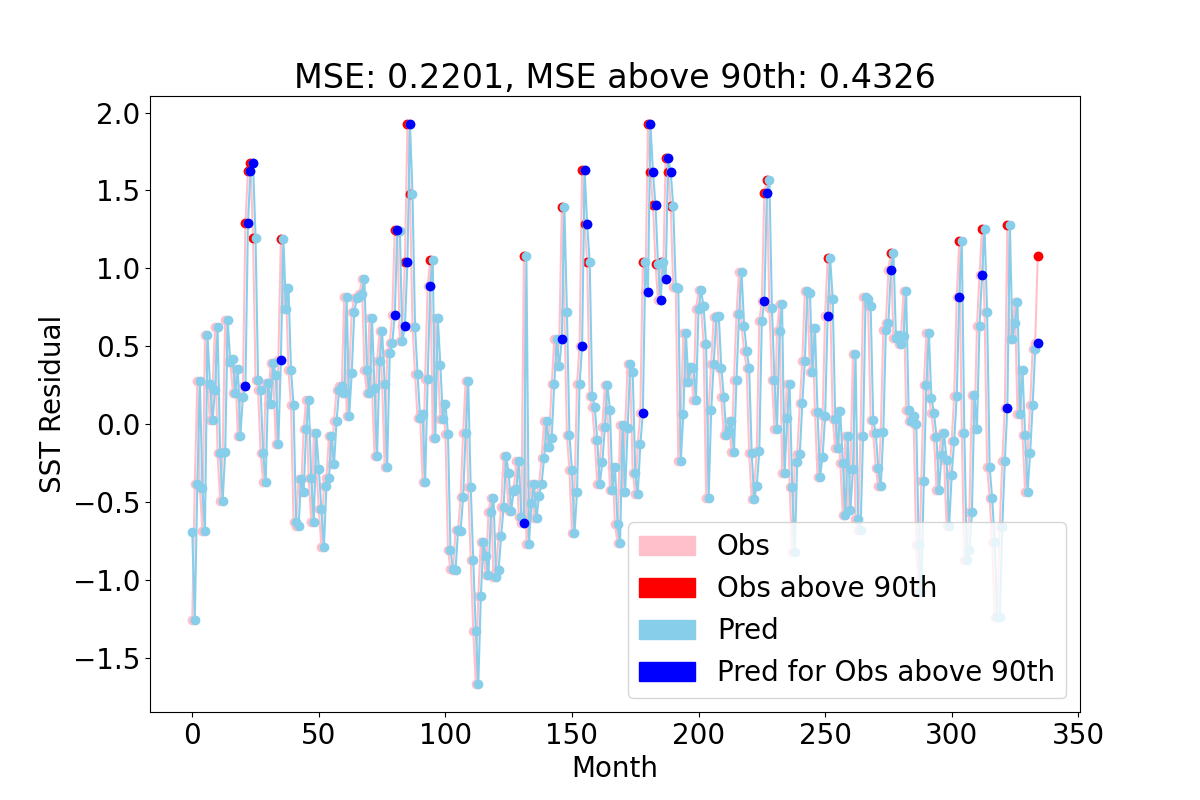 MSE: 0.2201, MSE above 90th: 0.4326
2.0
1.5
1.0
0.5
0.0
−0.5
−1.0
−1.5
SST Residual
Obs
Obs above 90th
Pred
Pred for Obs above 90th
0 50 100 150 200 250 300 350
Month